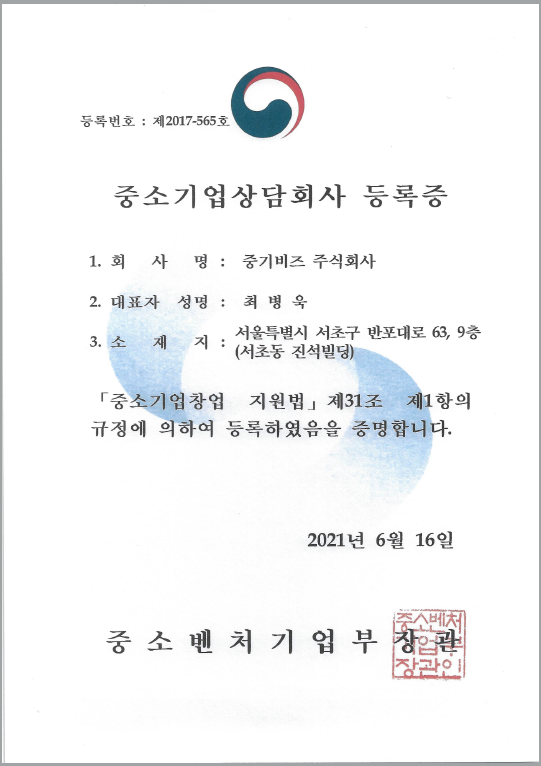 등록번호 : 제2017-565호
중소기업상담회사 등록증
1. 회 사 명 : 중기비즈 주식회사
2. 대표자 성명 : 최 병 욱
3. 소 재 지 : 서울특별시 서초구 반포대로 63, 9층
(서초동 진석빌딩)
「중소기업창업 지원법」제31조 제1항의
규정에 의하여 등록하였음을 증명합니다.
2021년 6월 16일
중소벤처기업부장관
중소벤처
기업부
장관인